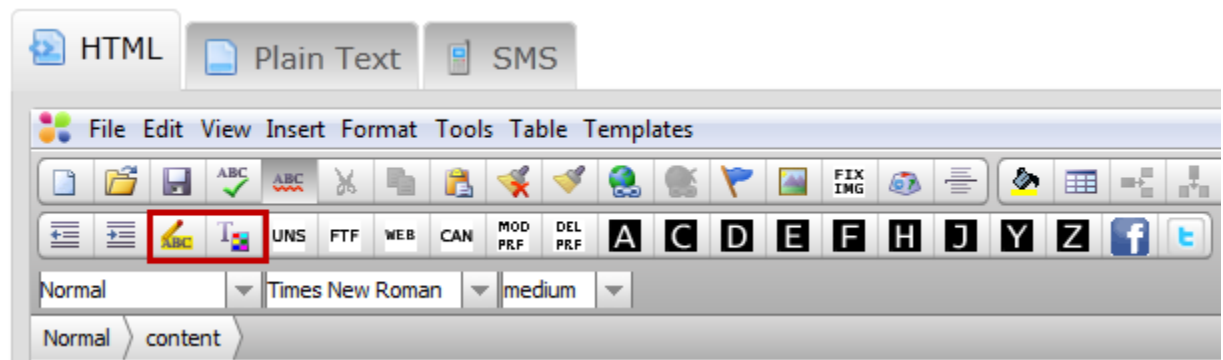 HTML Plain Text SMS
File Edit View Insert Format Tools Table Templates
ABC ABC FIX IMG
ABC T UNS FTF WEB CAN MOD PRF DEL PRF A C D E F H J Y Z f t
Normal Times New Roman medium
Normal content